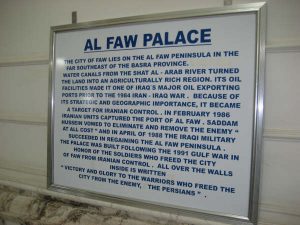 AL FAW PALACE
THE CITY OF FAW LIES ON THE AL FAW PENINSULA IN THE
FAR SOUTHEAST OF THE BASRA PROVINCE.
WATER CANALS FROM THE SHAT AL - ARAB RIVER TURNED
THE LAND INTO AN AGRICULTURALLY RICH REGION. ITS OIL
FACILITIES MADE IT ONE OF IRAQ'S MAJOR OIL EXPORTING
PORTS PRIOR TO THE 1984 IRAN - IRAQ WAR . BECAUSE OF
ITS STRATEGIC AND GEOGRAPHIC IMPORTANCE, IT BECAME
A TARGET FOR IRANIAN CONTROL . IN FEBRUARY 1986
IRANIAN UNITS CAPTURED THE PORT OF AL FAW . SADDAM
HUSSEIN VOWED TO ELIMINATE AND REMOVE THE ENEMY "
AT ALL COST " AND IN APRIL OF 1988 THE IRAQI MILITARY
SUCCEEDED IN REGAINING THE AL FAW PENINSULA .
THE PALACE WAS BUILT FOLLOWING THE 1991 GULF WAR IN
HONOR OF THE SOLDIERS WHO FREED THE CITY
OF FAW FROM IRANIAN CONTROL . ALL OVER THE WALLS
INSIDE IS WRITTEN
" VICTORY AND GLORY TO THE WARRIORS WHO FREED THE
CITY FROM THE ENEMY, THE PERSIANS " .